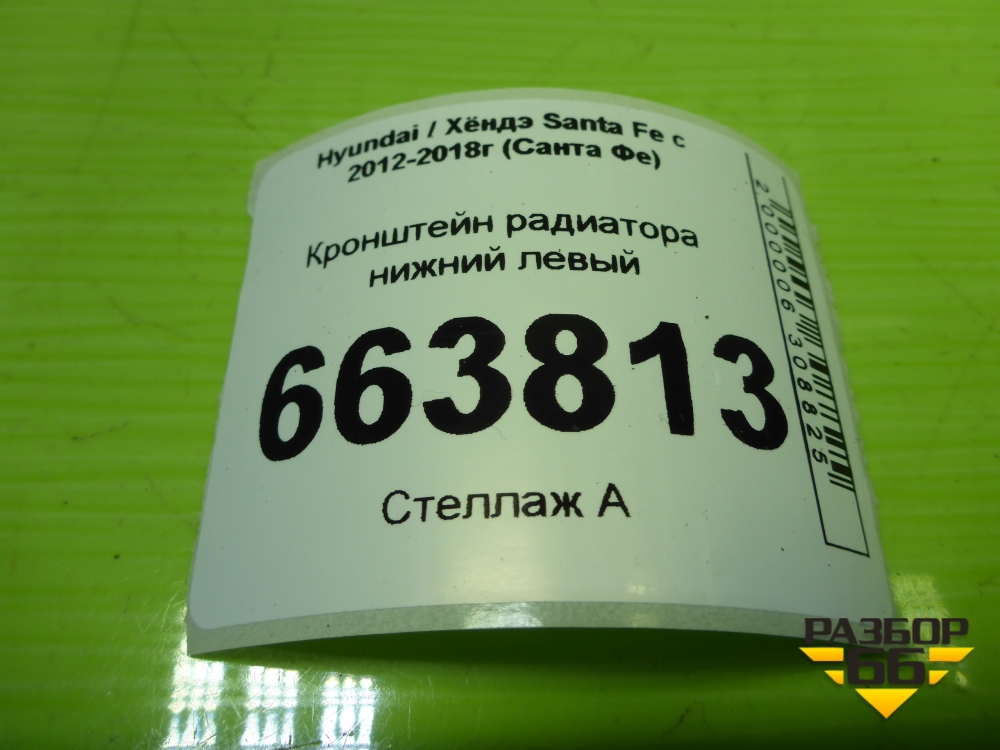 Hyundai / Хёндэ Santa Fe с
2012-2018г (Санта Фе)
Кронштейн радиатора
нижний левый
663813
Стеллаж А
2000006308825
РАЗБОР
66